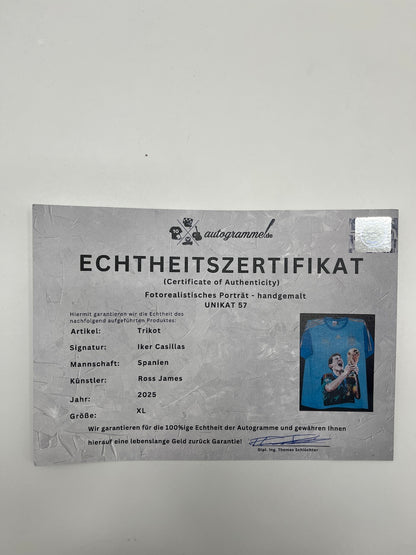 autogramme.de
ECHTHEITSZERTIFIKAT
(Certificate of Authenticity)
Fotorealistisches Porträt - handgemalt
UNIKAT 57
Hiermit garantieren wir die Echtheit des
nachfolgend aufgeführten Produktes:
Artikel: Trikot
Signatur: Iker Casillas
Mannschaft: Spanien
Künstler: Ross James
Jahr: 2025
Größe: XL
Wir garantieren für die 100%ige Echtheit der Autogramme und gewähren Ihnen
hierauf eine lebenslange Geld zurück Garantie!
Dipl. Ing. Thomas Schlüchter